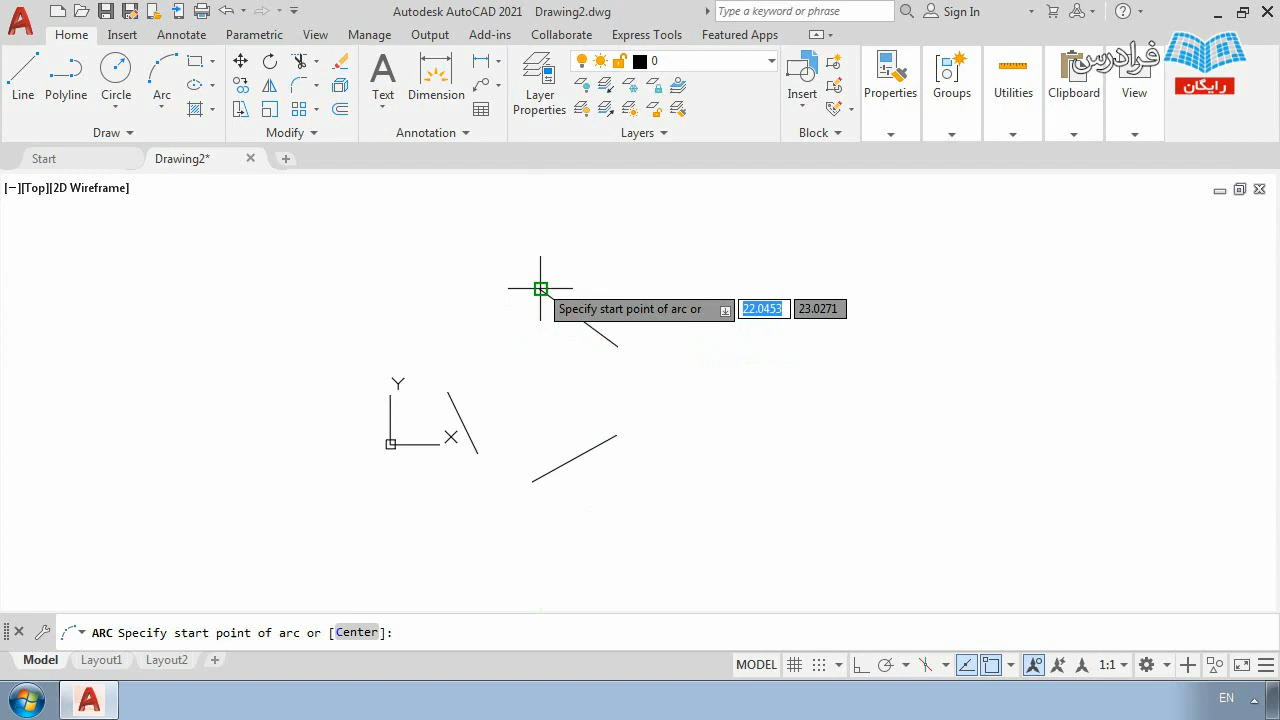 Autodesk AutoCAD 2021 Drawing2.dwg
Type a keyword or phrase
Sign In
Home Insert Annotate Parametric View Manage Output Add-ins Collaborate Express Tools Featured Apps
فرادرس
رایگان
0
Line Polyline Circle Arc
Text Dimension
Layer
Properties
Insert
Properties Groups Utilities Clipboard View
Draw Modify Annotation Layers Block
Start Drawing2*
[−][Top][2D Wireframe]
Specify start point of arc or 22.0453 23.0271
Y
X
ARC Specify start point of arc or [Center]:
Model Layout1 Layout2
MODEL 1:1
EN